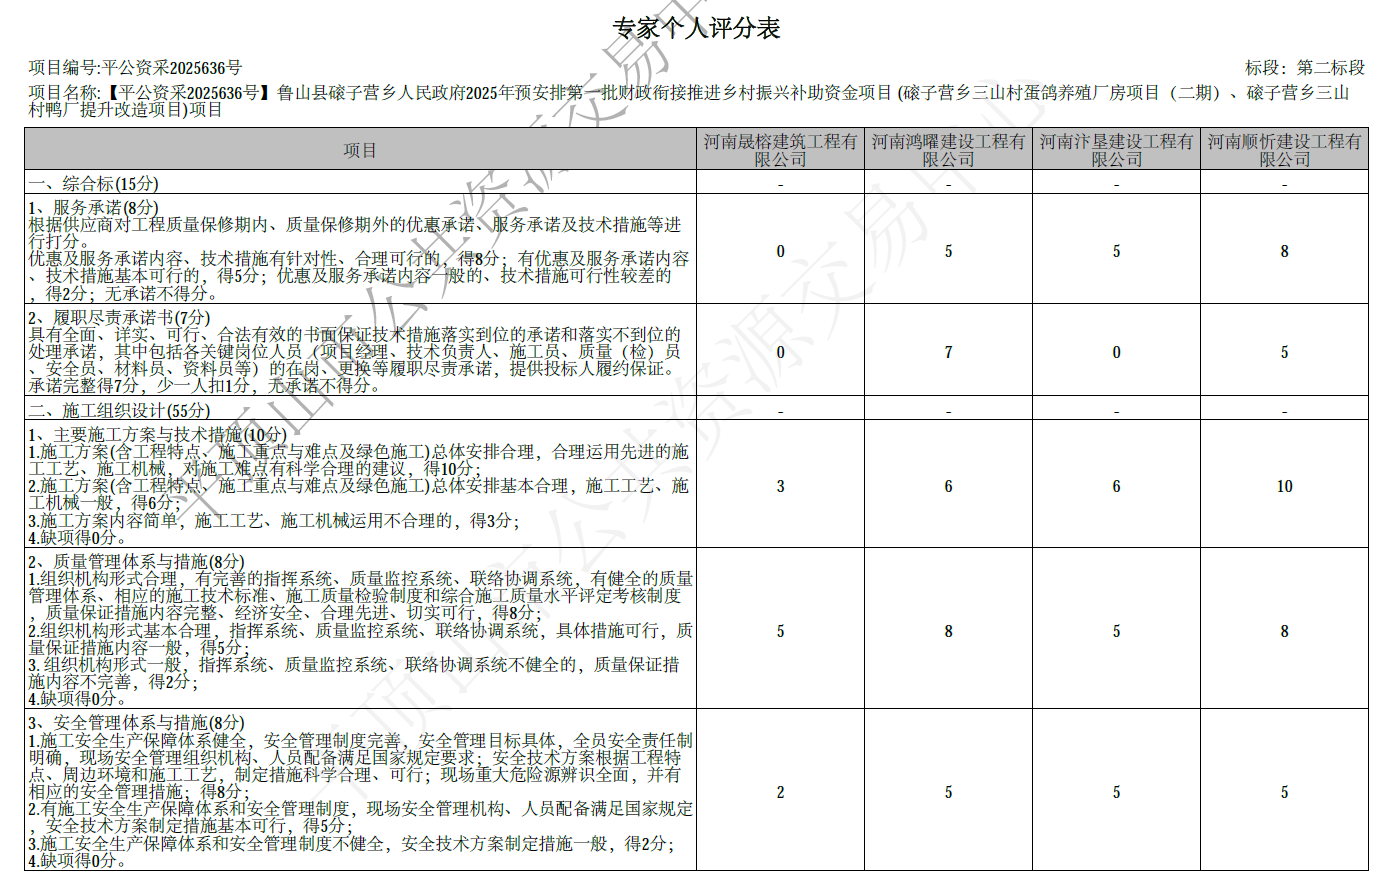 专家个人评分表
项目编号:平公资采2025636号
标段：第二标段
项目名称:【平公资采2025636号】鲁山县磙子营乡人民政府2025年预安排第一批财政衔接推进乡村振兴补助资金项目 (磙子营乡三山村蛋鸽养殖厂房项目（二期）、磙子营乡三山
村鸭厂提升改造项目)项目
项目
河南晟榕建筑工程有
限公司
河南鸿曜建设工程有
限公司
河南汴垦建设工程有
限公司
河南顺忻建设工程有
限公司
一、综合标(15分)
-
-
-
-
1、服务承诺(8分)
根据供应商对工程质量保修期内、质量保修期外的优惠承诺、服务承诺及技术措施等进
行打分。
优惠及服务承诺内容、技术措施有针对性、合理可行的，得8分；有优惠及服务承诺内容
、技术措施基本可行的，得5分；优惠及服务承诺内容一般的、技术措施可行性较差的
，得2分；无承诺不得分。
0
5
5
8
2、履职尽责承诺书(7分)
具有全面、详实、可行、合法有效的书面保证技术措施落实到位的承诺和落实不到位的
处理承诺，其中包括各关键岗位人员（项目经理、技术负责人、施工员、质量（检）员
、安全员、材料员、资料员等）的在岗、更换等履职尽责承诺，提供投标人履约保证。
承诺完整得7分，少一人扣1分，无承诺不得分。
0
7
0
5
二、施工组织设计(55分)
-
-
-
-
1、主要施工方案与技术措施(10分)
1.施工方案(含工程特点、施工重点与难点及绿色施工)总体安排合理，合理运用先进的施
工工艺、施工机械，对施工难点有科学合理的建议，得10分；
2.施工方案(含工程特点、施工重点与难点及绿色施工)总体安排基本合理，施工工艺、施
工机械一般，得6分；
3.施工方案内容简单，施工工艺、施工机械运用不合理的，得3分；
4.缺项得0分。
3
6
6
10
2、质量管理体系与措施(8分)
1.组织机构形式合理，有完善的指挥系统、质量监控系统、联络协调系统，有健全的质量
管理体系、相应的施工技术标准、施工质量检验制度和综合施工质量水平评定考核制度
，质量保证措施内容完整、经济安全、合理先进、切实可行，得8分；
2.组织机构形式基本合理，指挥系统、质量监控系统、联络协调系统，具体措施可行，质
量保证措施内容一般，得5分；
3. 组织机构形式一般，指挥系统、质量监控系统、联络协调系统不健全的，质量保证措
施内容不完善，得2分；
4.缺项得0分。
5
8
5
8
3、安全管理体系与措施(8分)
1.施工安全生产保障体系健全，安全管理制度完善，安全管理目标具体，全员安全责任制
明确，现场安全管理组织机构、人员配备满足国家规定要求；安全技术方案根据工程特
点、周边环境和施工工艺，制定措施科学合理、可行；现场重大危险源辨识全面，并有
相应的安全管理措施；得8分；
2.有施工安全生产保障体系和安全管理制度，现场安全管理机构、人员配备满足国家规定
，安全技术方案制定措施基本可行，得5分；
3.施工安全生产保障体系和安全管理制度不健全，安全技术方案制定措施一般，得2分；
4.缺项得0分。
2
5
5
5
平顶山市公共资源交易中
平顶山市公共资源交易中心